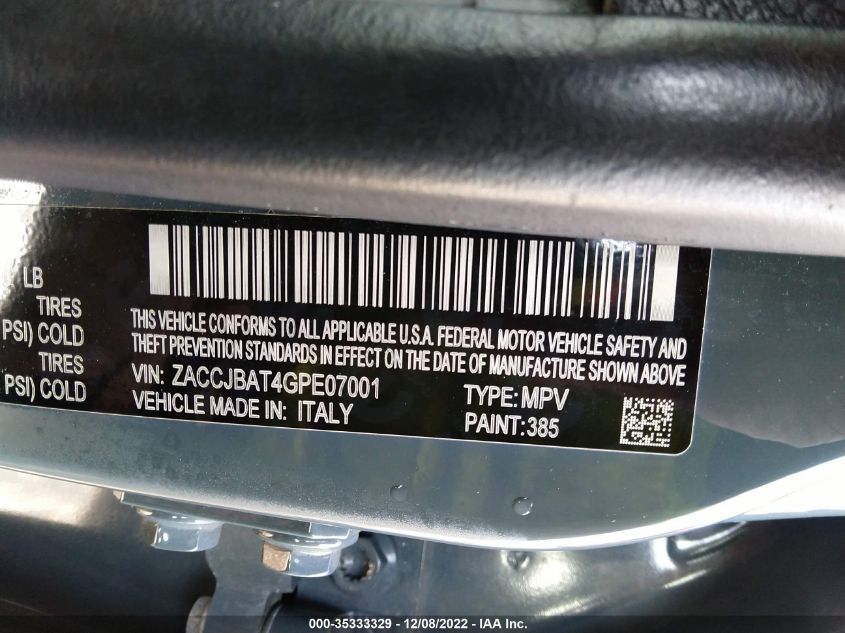 LB
TIRES
PSI) COLD
TIRES
PSI) COLD
THIS VEHICLE CONFORMS TO ALL APPLICABLE U.S.A. FEDERAL MOTOR VEHICLE SAFETY AND
THEFT PREVENTION STANDARDS IN EFFECT ON THE DATE OF MANUFACTURE SHOWN ABOVE
VIN: ZACCJBAT4GPE07001 TYPE: MPV
VEHICLE MADE IN: ITALY PAINT: 385
000-35333329 - 12/08/2022 - IAA Inc.